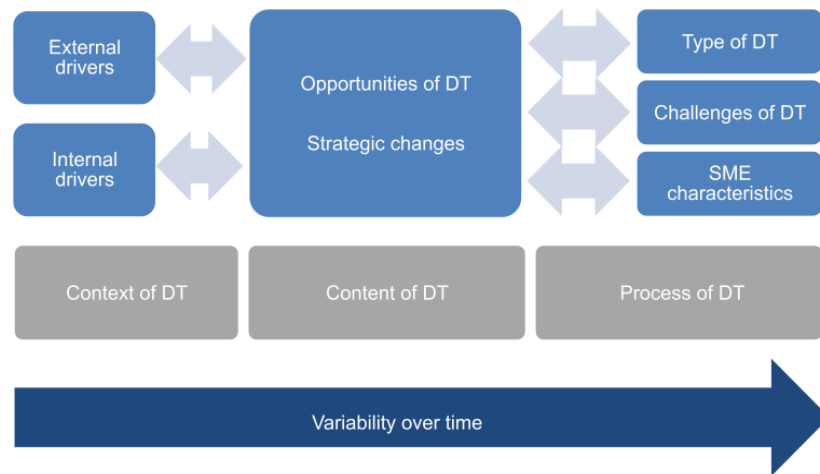 External
drivers
Internal
drivers
Opportunities of DT
Strategic changes
Type of DT
Challenges of DT
SME
characteristics
Context of DT
Content of DT
Process of DT
Variability over time